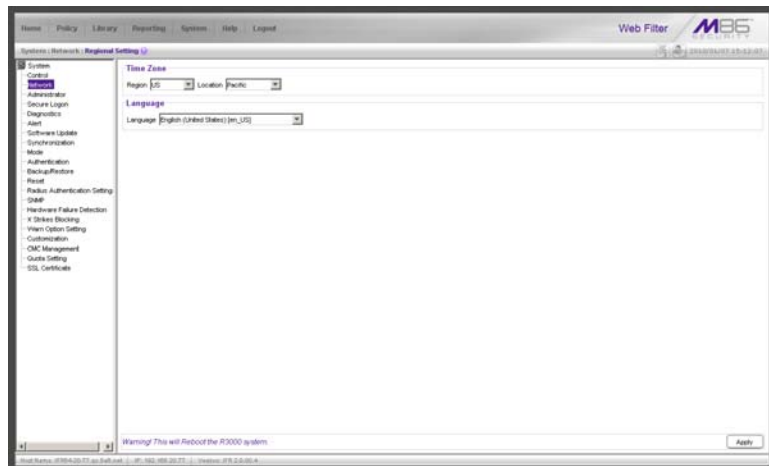 Home Policy Library Reporting System Help Logout
Web Filter
M86
SECURITY
System : Network : Regional Setting
System
Control
Network
Administrator
Secure Logon
Diagnostics
Alert
Software Update
Synchronization
Mode
Authentication
Backup/Restore
Reset
Radius Authentication Setting
SNMP
Hardware Failure Detection
X Strikes Blocking
Warn Option Setting
Customization
CMC Management
Quota Setting
SSL Certificate
Time Zone
Region US Location Pacific
Language
Language English (United States) [en_US]
Warning! This will Reboot the R3000 system.
Apply
Host Name: